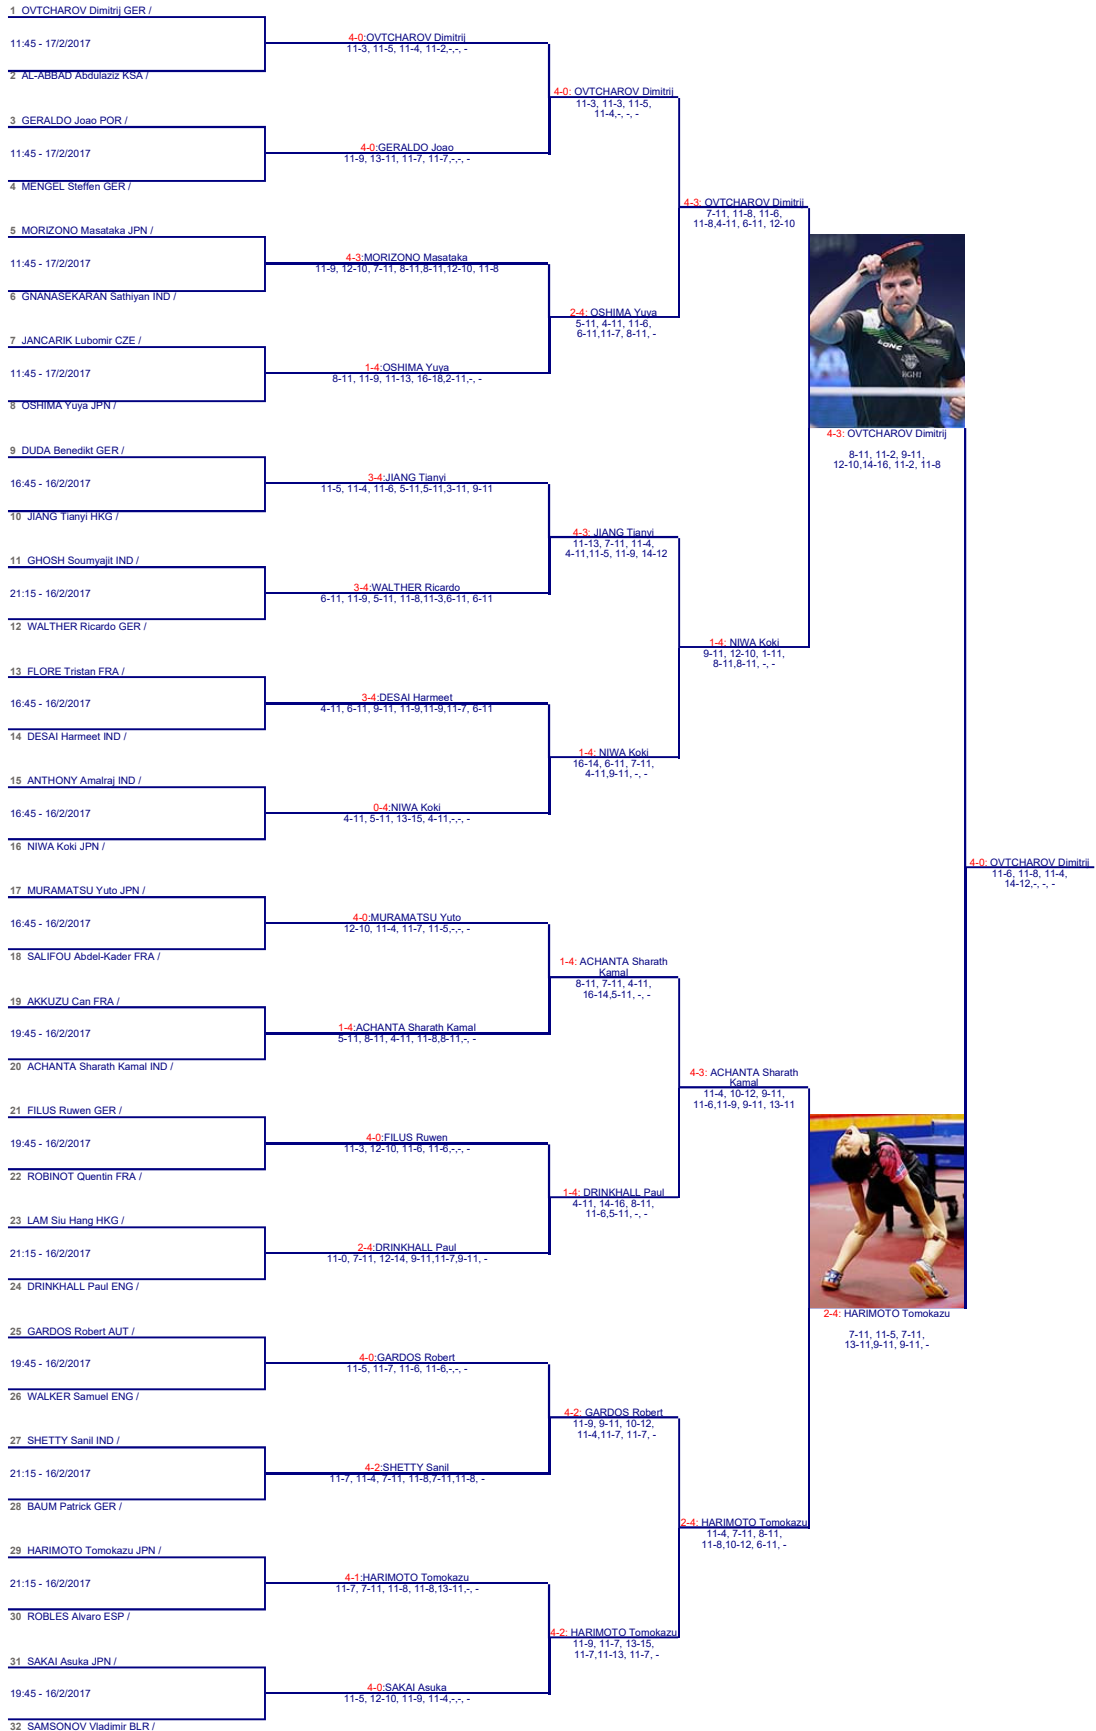 1 OVTCHAROV Dimitrij GER /
11:45 - 17/2/2017
2 AL-ABBAD Abdulaziz KSA /
4-0:OVTCHAROV Dimitrij
11-3, 11-5, 11-4, 11-2,-,-, -
4-0: OVTCHAROV Dimitrij
11-3, 11-3, 11-5,
11-4,-, -, -
3 GERALDO Joao POR /
11:45 - 17/2/2017
4 MENGEL Steffen GER /
4-0:GERALDO Joao
11-9, 13-11, 11-7, 11-7,-,-, -
4-3: OVTCHAROV Dimitrij
7-11, 11-8, 11-6,
11-8,4-11, 6-11, 12-10
5 MORIZONO Masataka JPN /
11:45 - 17/2/2017
6 GNANASEKARAN Sathiyan IND /
4-3:MORIZONO Masataka
11-9, 12-10, 7-11, 8-11,8-11,12-10, 11-8
2-4: OSHIMA Yuya
5-11, 4-11, 11-6,
6-11,11-7, 8-11, -
7 JANCARIK Lubomir CZE /
11:45 - 17/2/2017
8 OSHIMA Yuya JPN /
1-4:OSHIMA Yuya
8-11, 11-9, 11-13, 16-18,2-11,-, -
4-3: OVTCHAROV Dimitrij
8-11, 11-2, 9-11,
12-10,14-16, 11-2, 11-8
9 DUDA Benedikt GER /
16:45 - 16/2/2017
10 JIANG Tianyi HKG /
3-4:JIANG Tianyi
11-5, 11-4, 11-6, 5-11,5-11,3-11, 9-11
4-3: JIANG Tianyi
11-13, 7-11, 11-4,
4-11,11-5, 11-9, 14-12
11 GHOSH Soumyajit IND /
21:15 - 16/2/2017
12 WALTHER Ricardo GER /
3-4:WALTHER Ricardo
6-11, 11-9, 5-11, 11-8,11-3,6-11, 6-11
1-4: NIWA Koki
9-11, 12-10, 1-11,
8-11,8-11, -, -
13 FLORE Tristan FRA /
16:45 - 16/2/2017
14 DESAI Harmeet IND /
3-4:DESAI Harmeet
4-11, 6-11, 9-11, 11-9,11-9,11-7, 6-11
1-4: NIWA Koki
16-14, 6-11, 7-11,
4-11,9-11, -, -
15 ANTHONY Amalraj IND /
16:45 - 16/2/2017
16 NIWA Koki JPN /
0-4:NIWA Koki
4-11, 5-11, 13-15, 4-11,-,-, -
4-0: OVTCHAROV Dimitrij
11-6, 11-8, 11-4,
14-12,-, -, -
17 MURAMATSU Yuto JPN /
16:45 - 16/2/2017
18 SALIFOU Abdel-Kader FRA /
4-0:MURAMATSU Yuto
12-10, 11-4, 11-7, 11-5,-,-, -
1-4: ACHANTA Sharath
Kamal
8-11, 7-11, 4-11,
16-14,5-11, -, -
19 AKKUZU Can FRA /
19:45 - 16/2/2017
20 ACHANTA Sharath Kamal IND /
1-4:ACHANTA Sharath Kamal
5-11, 8-11, 4-11, 11-8,8-11,-, -
4-3: ACHANTA Sharath
Kamal
11-4, 10-12, 9-11,
11-6,11-9, 9-11, 13-11
21 FILUS Ruwen GER /
19:45 - 16/2/2017
22 ROBINOT Quentin FRA /
4-0:FILUS Ruwen
11-3, 12-10, 11-6, 11-6,-,-, -
1-4: DRINKHALL Paul
4-11, 14-16, 8-11,
11-6,5-11, -, -
23 LAM Siu Hang HKG /
21:15 - 16/2/2017
24 DRINKHALL Paul ENG /
2-4:DRINKHALL Paul
11-0, 7-11, 12-14, 9-11,11-7,9-11, -
2-4: HARIMOTO Tomokazu
7-11, 11-5, 7-11,
13-11,9-11, 9-11, -
25 GARDOS Robert AUT /
19:45 - 16/2/2017
26 WALKER Samuel ENG /
4-0:GARDOS Robert
11-5, 11-7, 11-6, 11-6,-,-, -
4-2: GARDOS Robert
11-9, 9-11, 10-12,
11-4,11-7, 11-7, -
27 SHETTY Sanil IND /
21:15 - 16/2/2017
28 BAUM Patrick GER /
4-2:SHETTY Sanil
11-7, 11-4, 7-11, 11-8,7-11,11-8, -
2-4: HARIMOTO Tomokazu
11-4, 7-11, 8-11,
11-8,10-12, 6-11, -
29 HARIMOTO Tomokazu JPN /
21:15 - 16/2/2017
30 ROBLES Alvaro ESP /
4-1:HARIMOTO Tomokazu
11-7, 7-11, 11-8, 11-8,13-11,-, -
4-2: HARIMOTO Tomokazu
11-9, 11-7, 13-15,
11-7,11-13, 11-7, -
31 SAKAI Asuka JPN /
19:45 - 16/2/2017
32 SAMSONOV Vladimir BLR /
4-0:SAKAI Asuka
11-5, 12-10, 11-9, 11-4,-,-, -